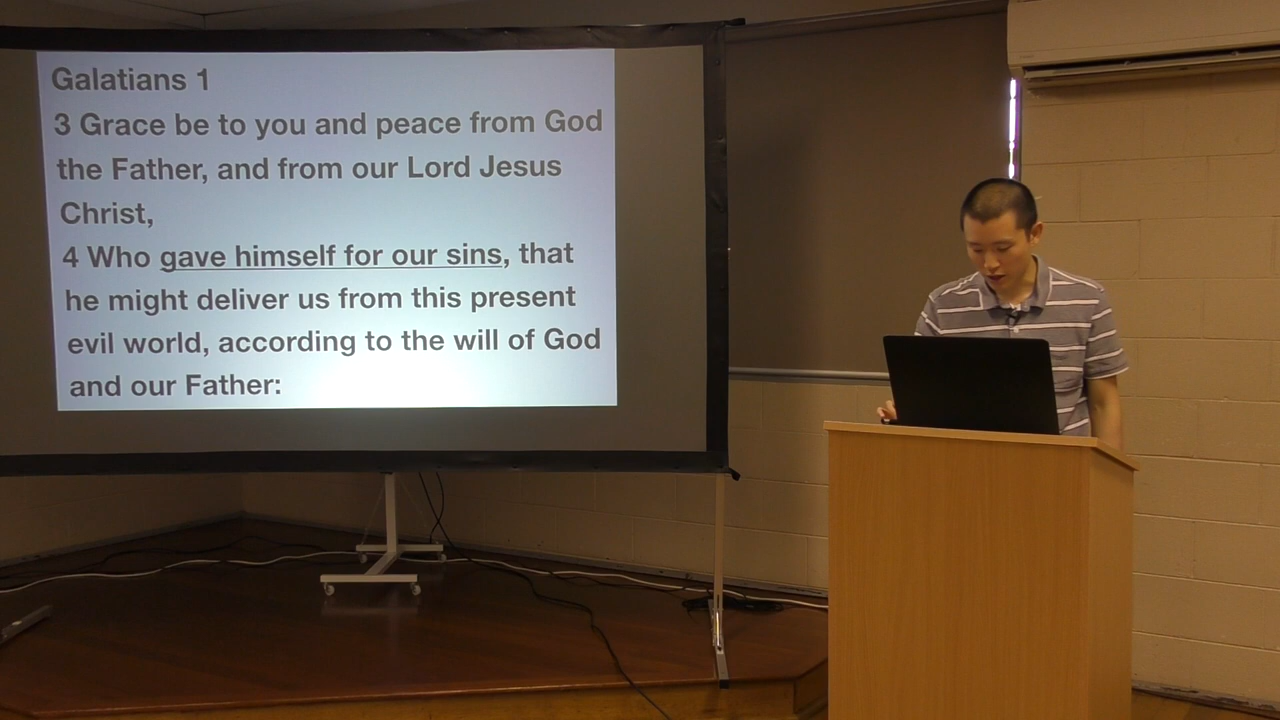 Galatians 1
3 Grace be to you and peace from God
the Father, and from our Lord Jesus
Christ,
4 Who gave himself for our sins, that
he might deliver us from this present
evil world, according to the will of God
and our Father: